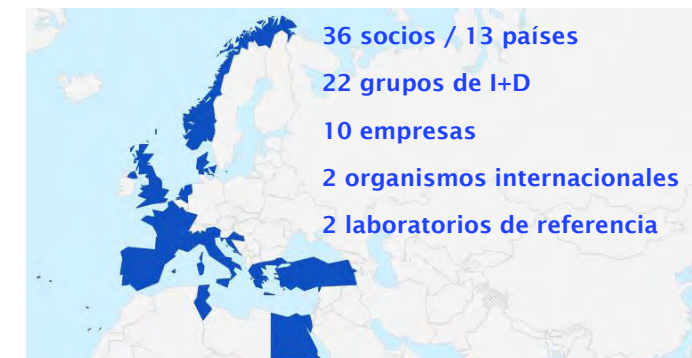 36 socios / 13 países
22 grupos de I+D
10 empresas
2 organismos internacionales
2 laboratorios de referencia